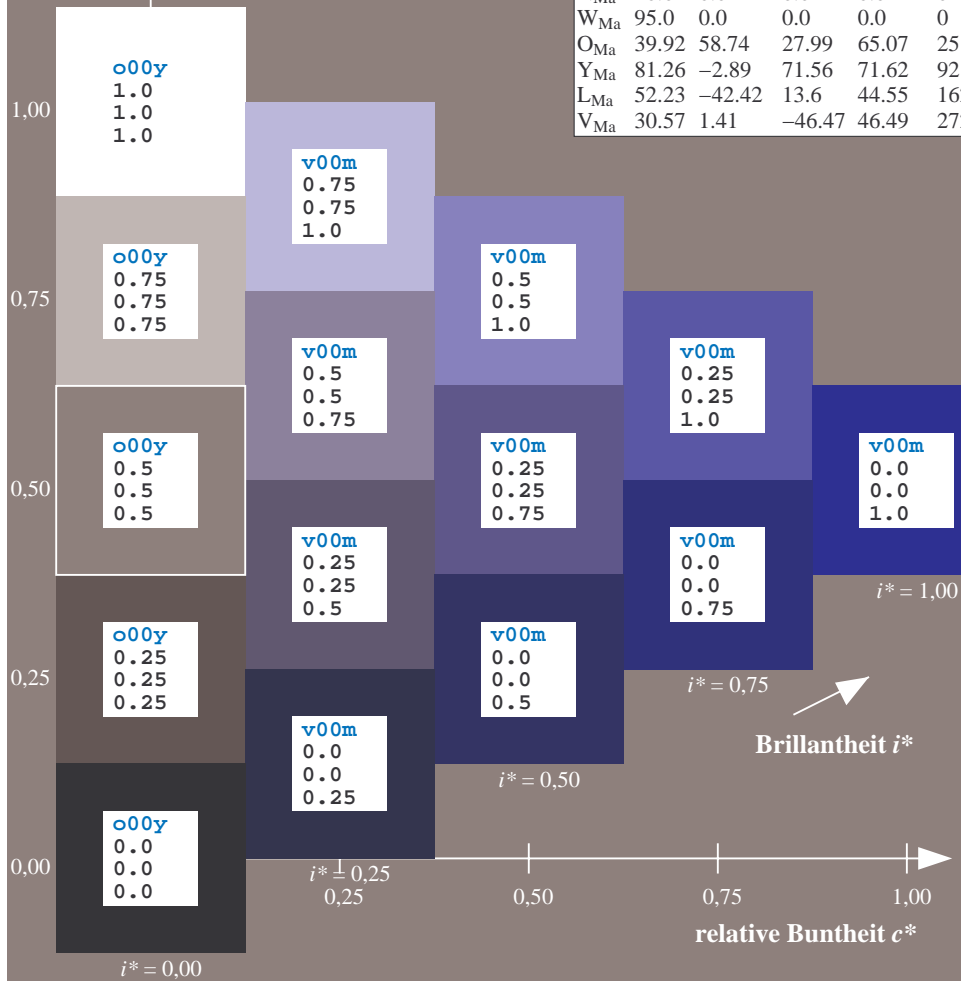 W_Ma 95.0 0.0 0.0 0.0 0
O_Ma 39.92 58.74 27.99 65.07 25
Y_Ma 81.26 −2.89 71.56 71.62 92
L_Ma 52.23 −42.42 13.6 44.55
V_Ma 30.57 1.41 −46.47 46.49
o00y
1.0
1.0
1.0
1,00
v00m
0.75
0.75
1.0
o00y
0.75
0.75
0.75
v00m
0.5
0.5
1.0
0,75
v00m
0.5
0.5
0.75
v00m
0.25
0.25
1.0
o00y
0.5
0.5
0.5
v00m
0.25
0.25
0.75
v00m
0.0
0.0
1.0
0,50
v00m
0.25
0.25
0.5
v00m
0.0
0.0
0.75
i* = 1,00
o00y
0.25
0.25
0.25
v00m
0.0
0.0
0.5
0,25
i* = 0,75
v00m
0.0
0.0
0.25
Brillantheit i*
i* = 0,50
o00y
0.0
0.0
0.0
0,00
i* = 0,25
0,25 0,50 0,75 1,00
relative Buntheit c*
i* = 0,00